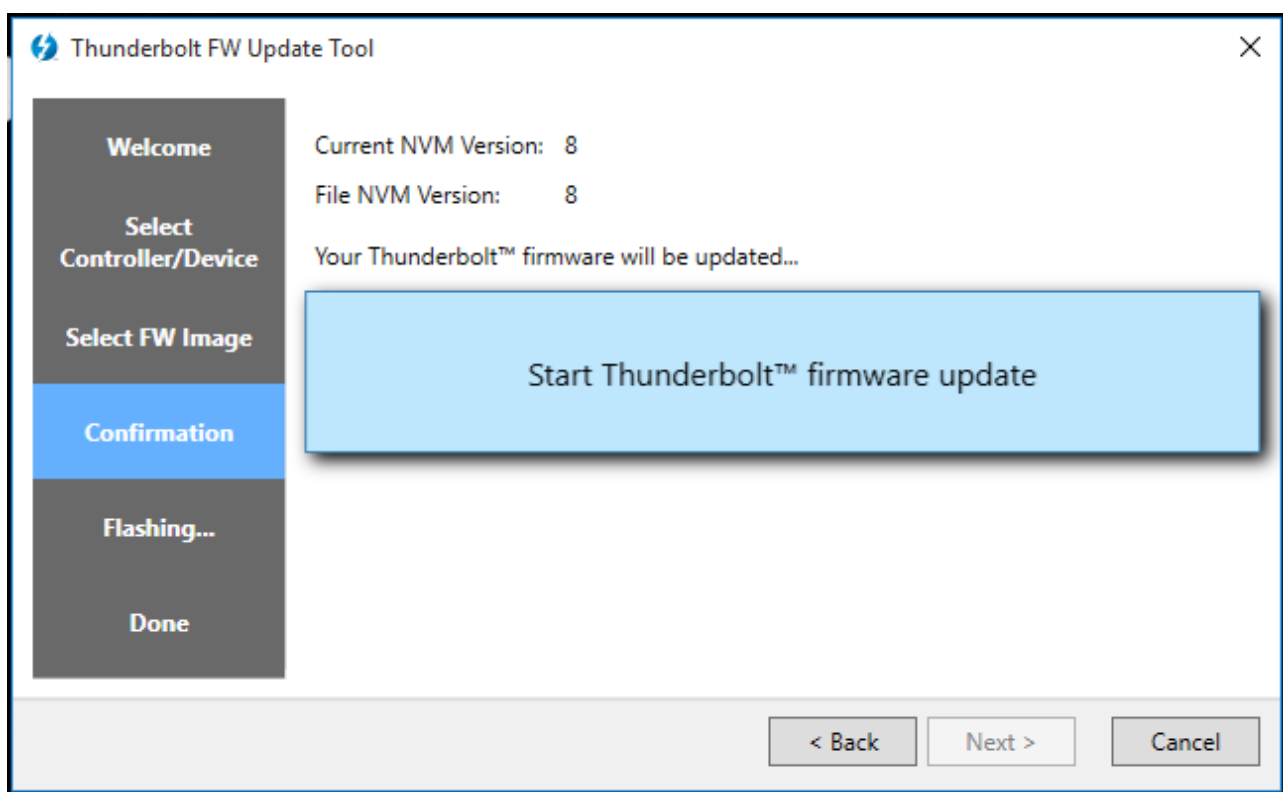 Thunderbolt FW Update Tool
Welcome
Select
Controller/Device
Select FW Image
Confirmation
Flashing...
Done
Current NVM Version: 8
File NVM Version: 8
Your Thunderbolt™ firmware will be updated...
Start Thunderbolt™ firmware update
< Back
Next >
Cancel